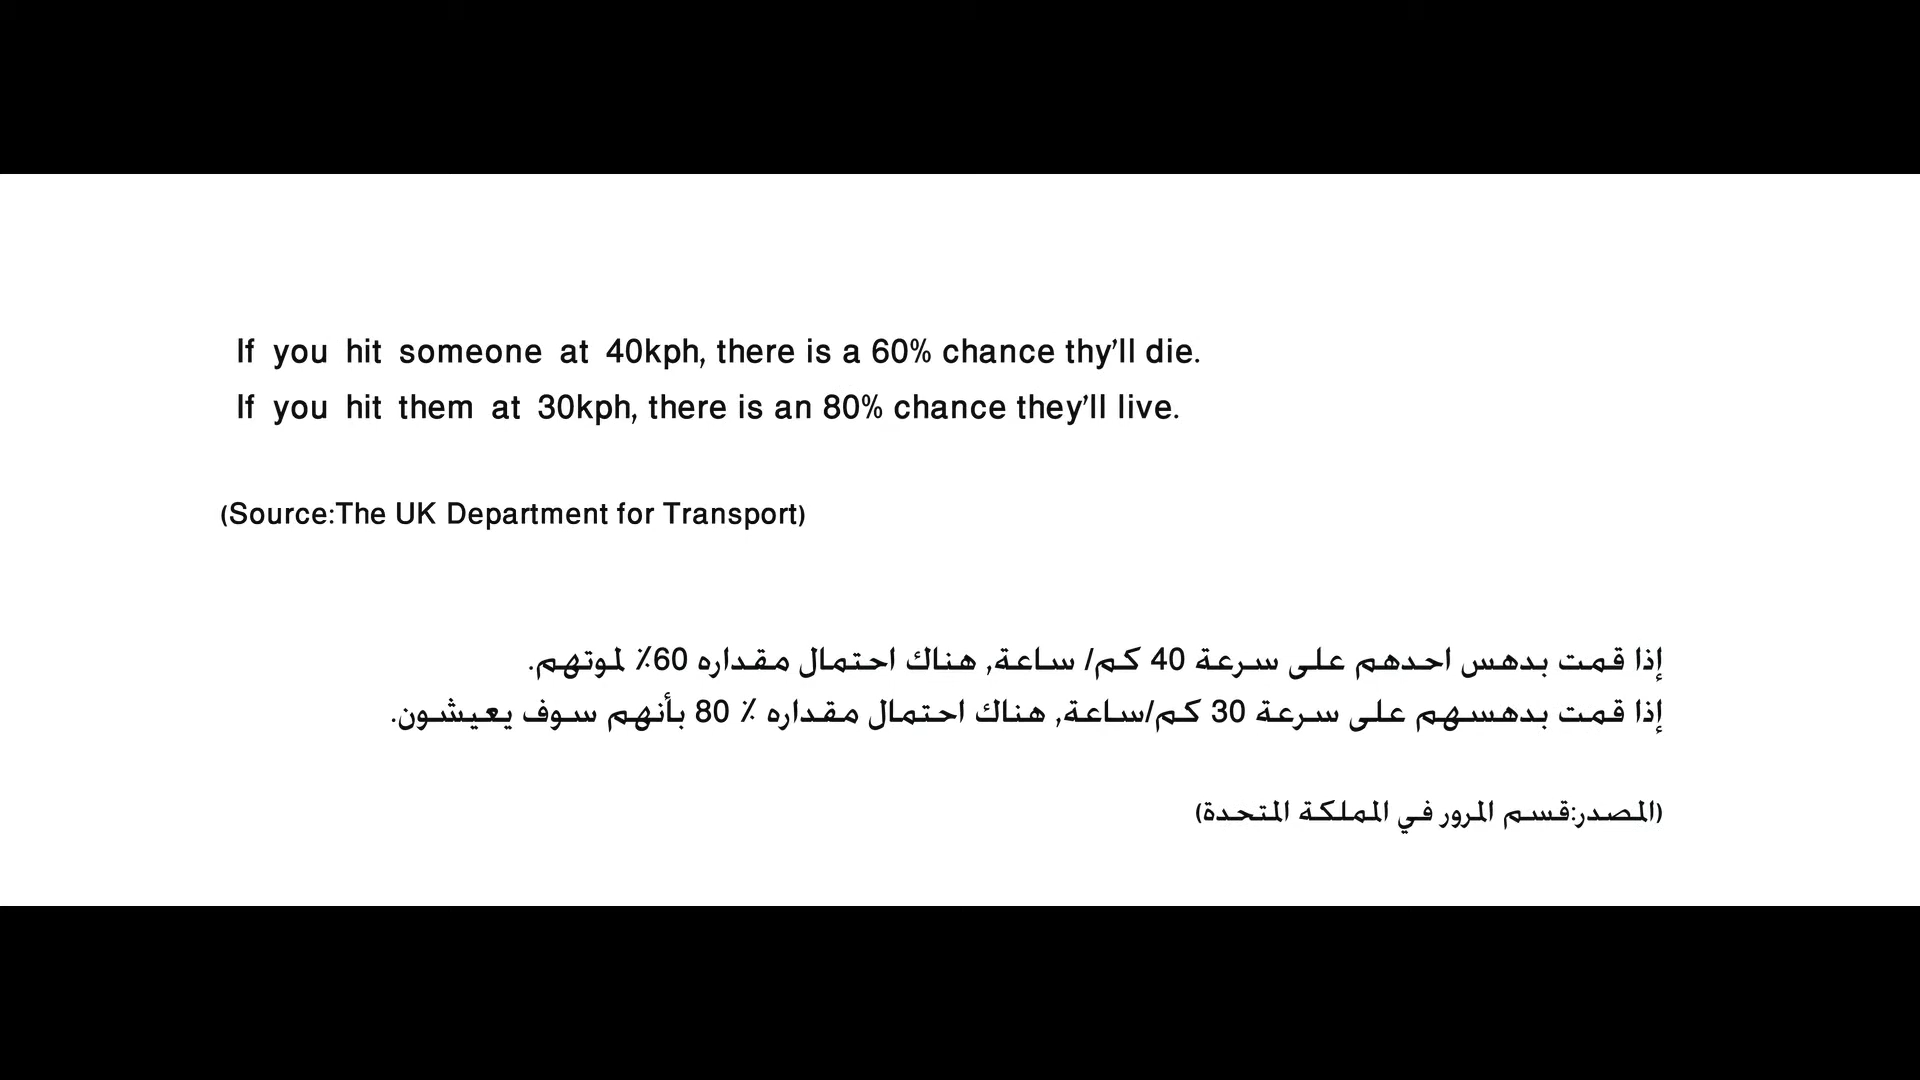 If you hit someone at 40kph, there is a 60% chance thy’ll die.
If you hit them at 30kph, there is an 80% chance they’ll live.
(Source:The UK Department for Transport)
إذا قمت بدهس احدهم على سرعة 40 كم/ ساعة, هناك احتمال مقداره 60٪ لموتهم.
إذا قمت بدهسهم على سرعة 30 كم/ساعة, هناك احتمال مقداره ٪ 80 بأنهم سوف يعيشون.
(المصدر:قسم المرور في المملكة المتحدة)